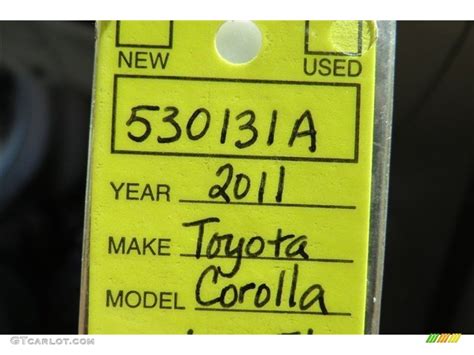 NEW USED
530131A
YEAR 2011
MAKE Toyota
MODEL Corolla
GTCARLOT.COM